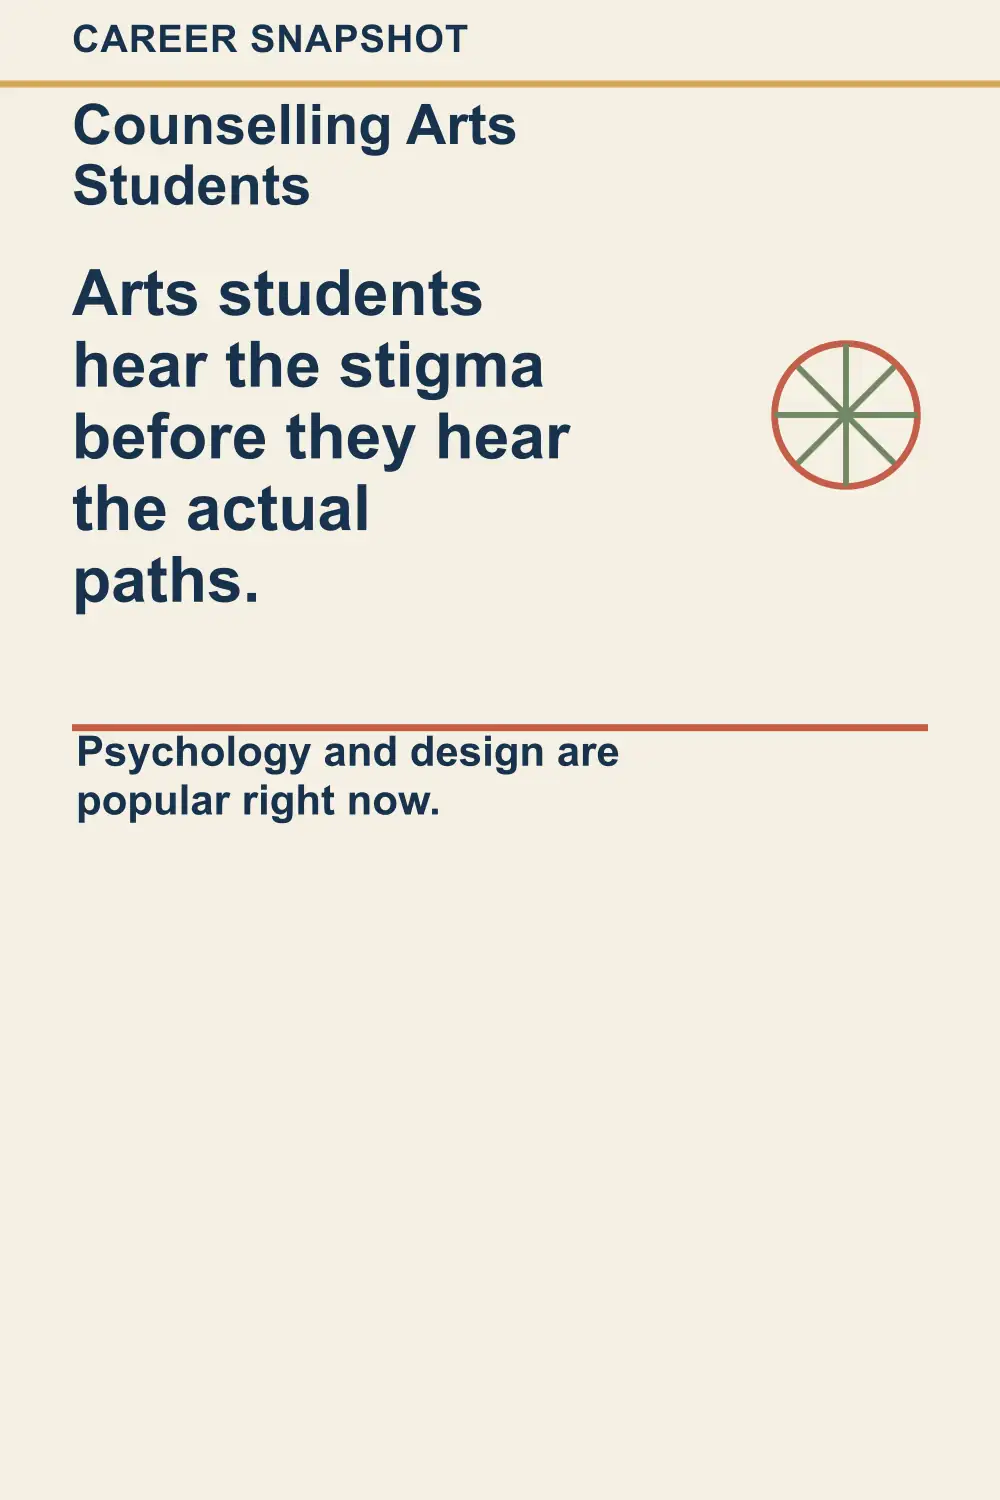 CAREER SNAPSHOT
Counselling Arts
Students
Arts students
hear the stigma
before they hear
the actual
paths.
Psychology and design are
popular right now.